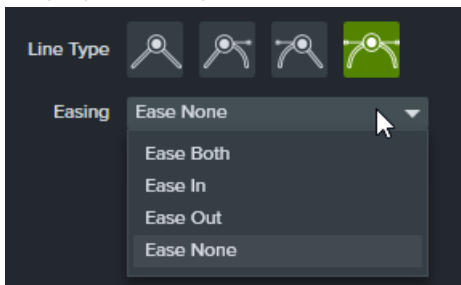 Line Type
Easing Ease None
Ease Both
Ease In
Ease Out
Ease None